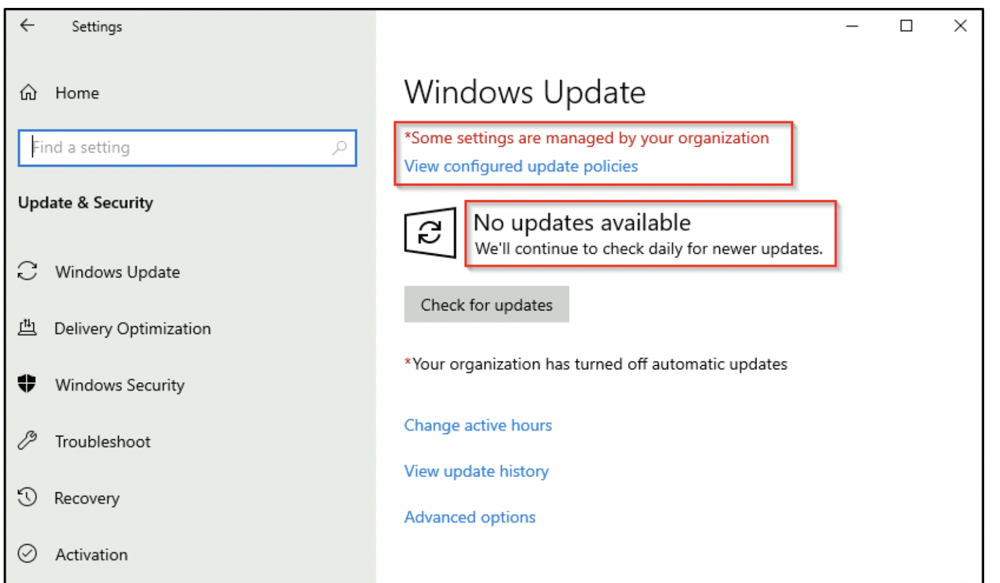 Settings
Home
Find a setting
Update & Security
Windows Update
Delivery Optimization
Windows Security
Troubleshoot
Recovery
Activation
Windows Update
*Some settings are managed by your organization
View configured update policies
No updates available
We'll continue to check daily for newer updates.
Check for updates
*Your organization has turned off automatic updates
Change active hours
View update history
Advanced options